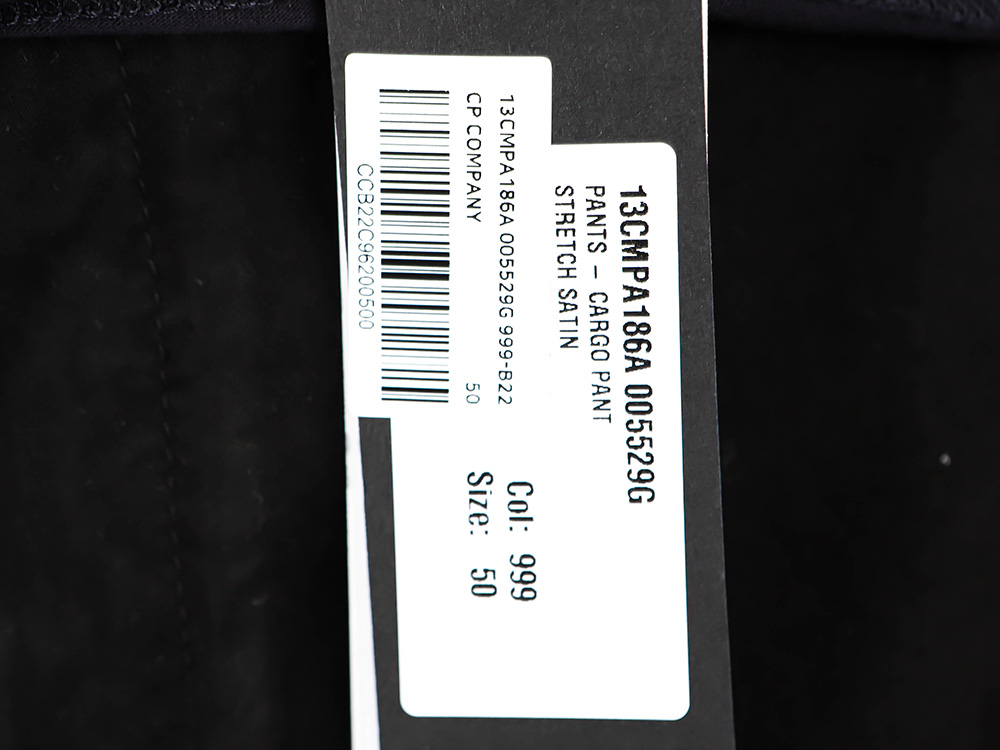 13CMPA186A 005529G
PANTS – CARGO PANT
STRETCH SATIN
Col: 999
Size: 50
13CMPA186A 005529G 999-B22
CP COMPANY 50
CCB22C96200500